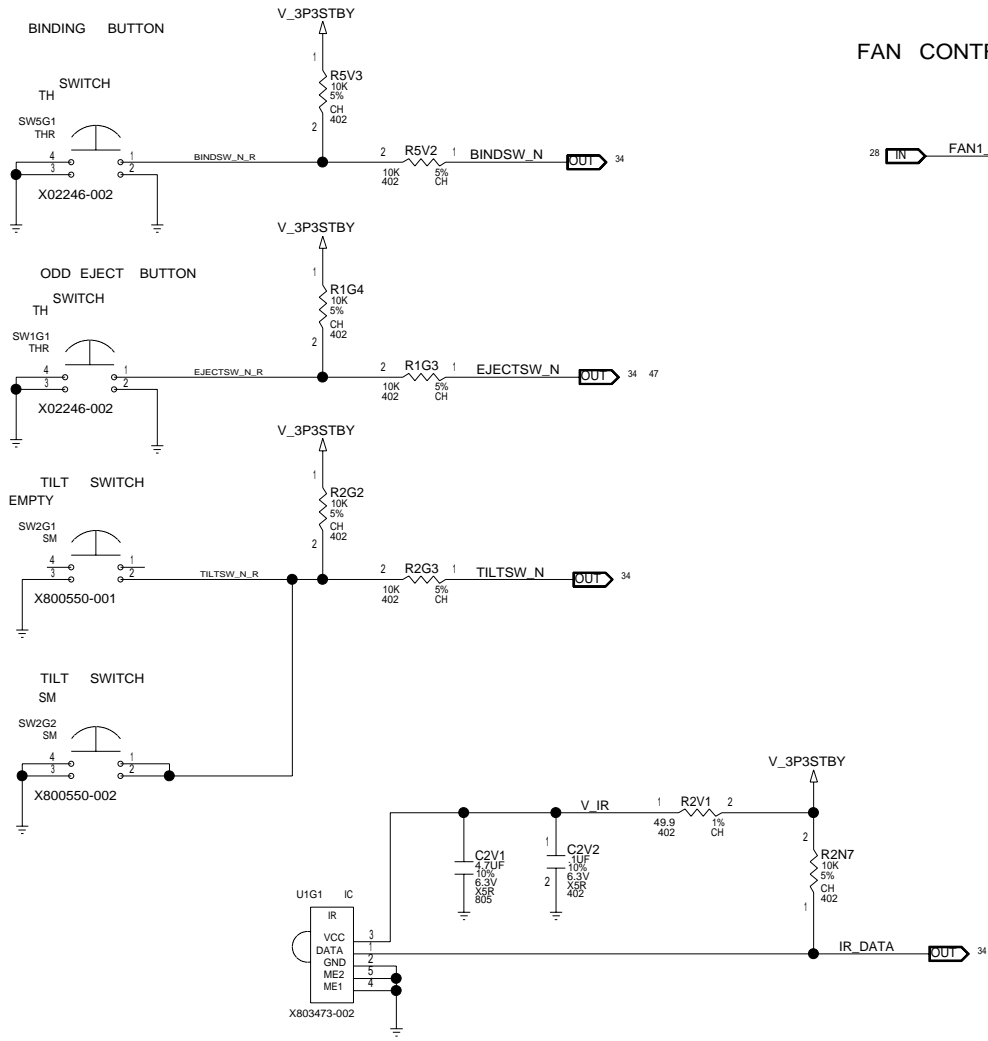 V_3P3STBY
BINDING BUTTON
FAN CONTR
1
SWITCH
TH
R5V3
10K
5%
CH
402
SW5G1
THR
2
4 1
3 2
BINDSW_N_R
2 R5V2 1
BINDSW_N
OUT 34
28 IN FAN1_
10K 5%
402 CH
X02246-002
V_3P3STBY
ODD EJECT BUTTON
1
SWITCH
TH
R1G4
10K
5%
CH
402
SW1G1
THR
2
4 1
3 2
EJECTSW_N_R
2 R1G3 1
EJECTSW_N
OUT 34 47
10K 5%
402 CH
X02246-002
V_3P3STBY
TILT SWITCH
EMPTY
1
R2G2
10K
5%
CH
402
SW2G1
SM
2
4 1
3 2
TILTSW_N_R
2 R2G3 1
TILTSW_N
OUT 34
10K 5%
402 CH
X800550-001
TILT SWITCH
SM
SW2G2
SM
4 1
3 2
X800550-002
V_3P3STBY
V_IR
1 R2V1 2
49.9 1%
402 CH
C2V1
4.7UF
10%
6.3V
X5R
805
1
2
C2V2
.1UF
10%
6.3V
X5R
402
2
R2N7
10K
5%
CH
402
1
U1G1 IC
IR
VCC 3
DATA 1
GND 2
ME2 5
ME1 4
IR_DATA
OUT 34
X803473-002